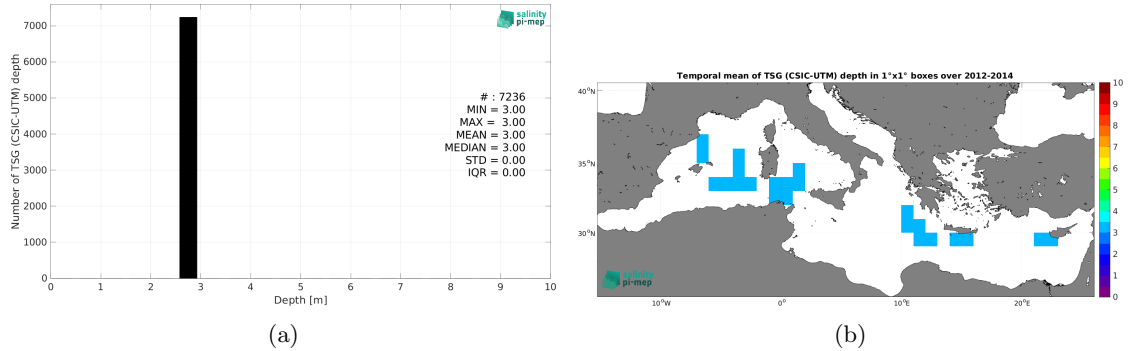 salinity
pi-mep
Number of TSG (CSIC-UTM) depth
7000
6000
5000
4000
3000
2000
1000
0
# : 7236
MIN = 3.00
MAX = 3.00
MEAN = 3.00
MEDIAN = 3.00
STD = 0.00
IQR = 0.00
0 1 2 3 4 5 6 7 8 9 10
Depth [m]
(a)
Temporal mean of TSG (CSIC-UTM) depth in 1°x1° boxes over 2012-2014
40°N
35°N
30°N
10°W 0° 10°E 20°E
10
9
8
7
6
5
4
3
2
1
0
salinity
pi-mep
(b)